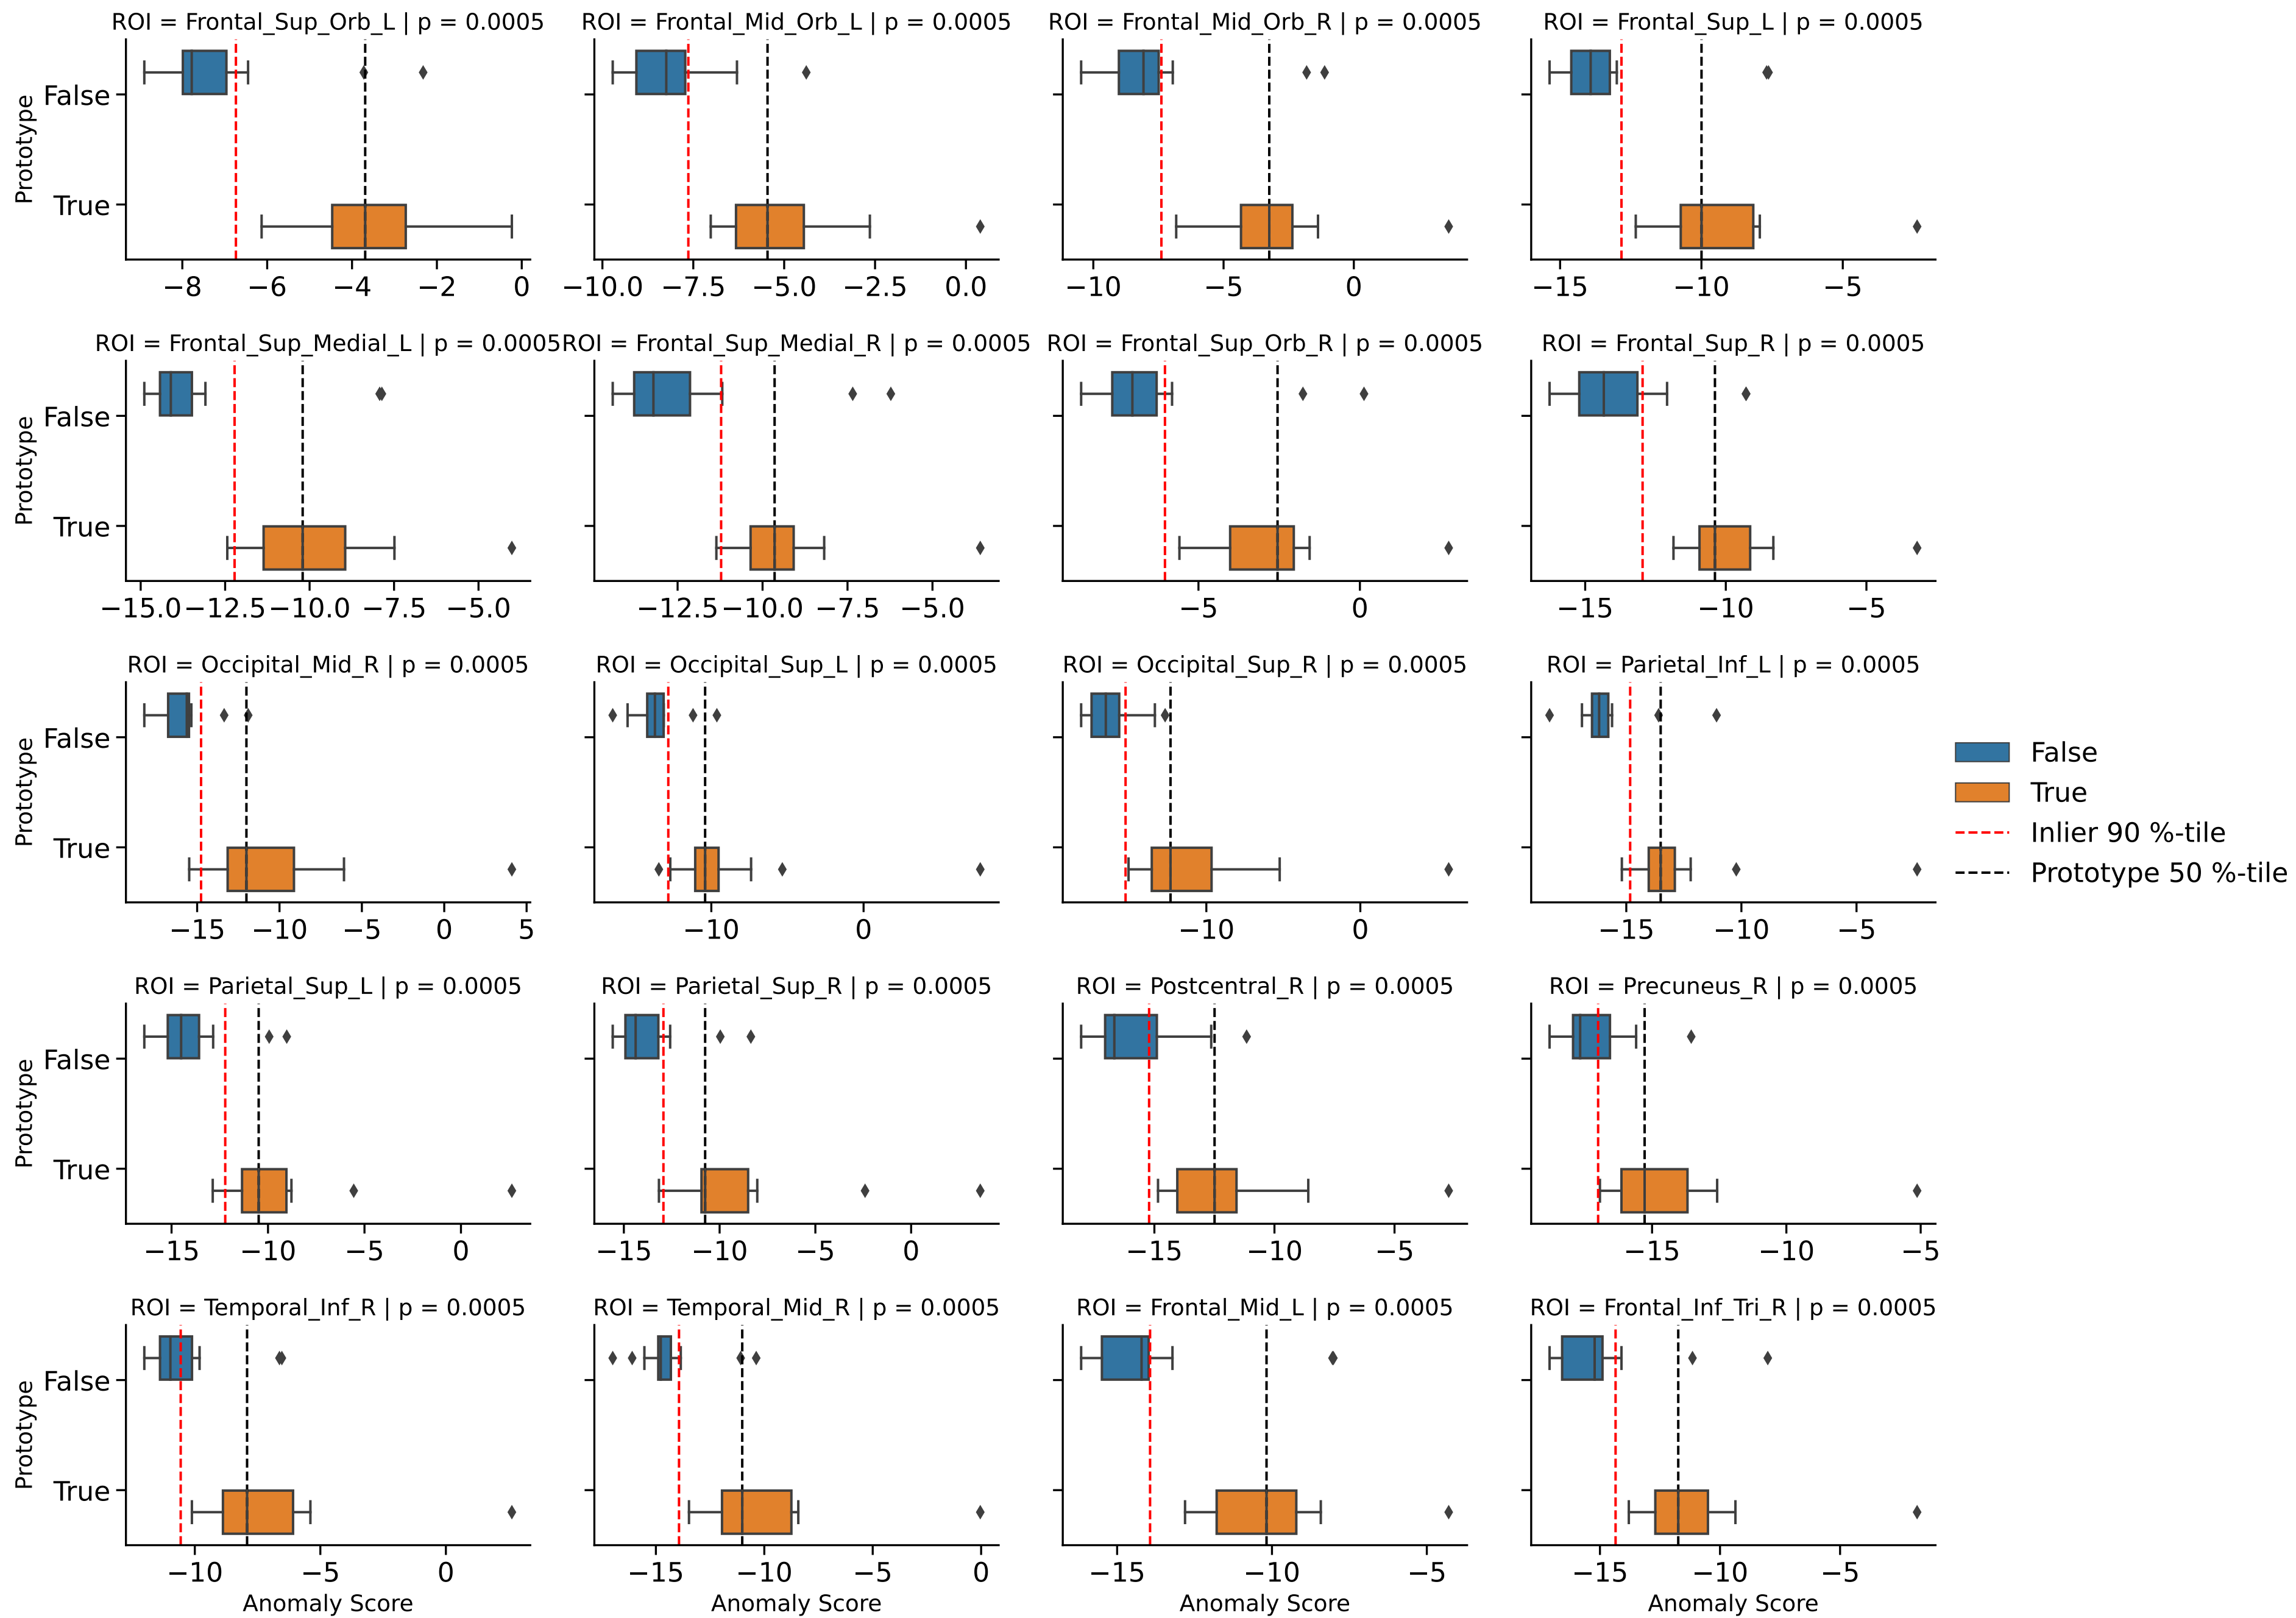 ROI = Frontal_Sup_Orb_L | p = 0.0005
ROI = Frontal_Mid_Orb_L | p = 0.0005
ROI = Frontal_Mid_Orb_R | p = 0.0005
ROI = Frontal_Sup_L | p = 0.0005
Prototype
False
True
−8 −6 −4 −2 0
−10.0 −7.5 −5.0 −2.5 0.0
−10 −5 0
−15 −10 −5
ROI = Frontal_Sup_Medial_L | p = 0.0005
ROI = Frontal_Sup_Medial_R | p = 0.0005
ROI = Frontal_Sup_Orb_R | p = 0.0005
ROI = Frontal_Sup_R | p = 0.0005
Prototype
False
True
−15.0 −12.5 −10.0 −7.5 −5.0
−12.5 −10.0 −7.5 −5.0
−5 0
−15 −10 −5
ROI = Occipital_Mid_R | p = 0.0005
ROI = Occipital_Sup_L | p = 0.0005
ROI = Occipital_Sup_R | p = 0.0005
ROI = Parietal_Inf_L | p = 0.0005
Prototype
False
True
−15 −10 −5 0 5
−10 0
−10 0
−15 −10 −5
False
True
Inlier 90 %-tile
Prototype 50 %-tile
ROI = Parietal_Sup_L | p = 0.0005
ROI = Parietal_Sup_R | p = 0.0005
ROI = Postcentral_R | p = 0.0005
ROI = Precuneus_R | p = 0.0005
Prototype
False
True
−15 −10 −5 0
−15 −10 −5 0
−15 −10 −5
−15 −10 −5
ROI = Temporal_Inf_R | p = 0.0005
ROI = Temporal_Mid_R | p = 0.0005
ROI = Frontal_Mid_L | p = 0.0005
ROI = Frontal_Inf_Tri_R | p = 0.0005
Prototype
False
True
−10 −5 0
−15 −10 −5 0
−15 −10 −5
−15 −10 −5
Anomaly Score
Anomaly Score
Anomaly Score
Anomaly Score